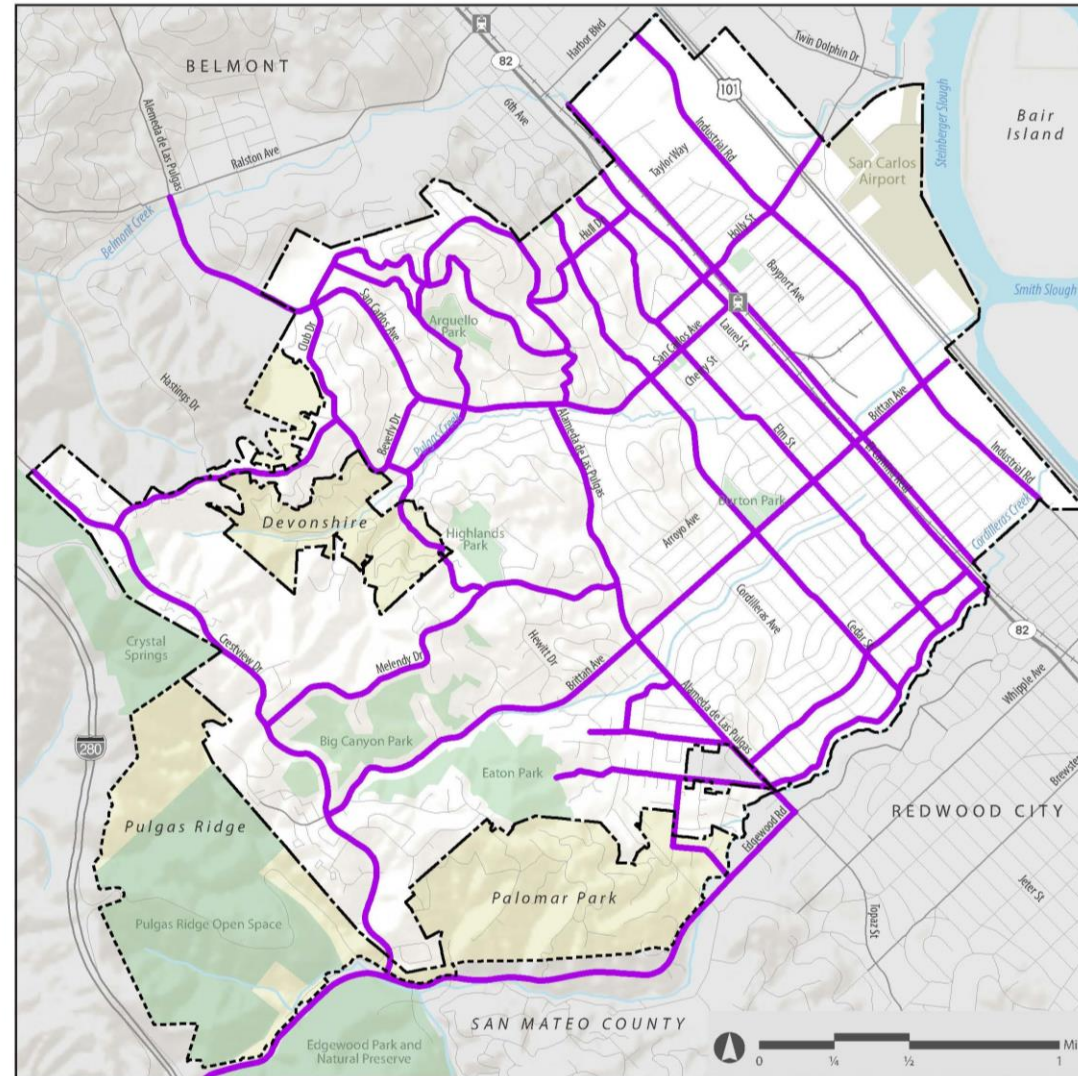 BELMONT
Harbor Blvd
Twin Dolphin Dr
82
101
6th Ave
Bair
Island
Steinberger Slough
Alameda de Las Pulgas
Ralston Ave
Industrial Rd
San Carlos
Airport
Taylor Way
Belmont Creek
Hull Dr
Holly St
Bayport Ave
Smith Slough
San Carlos Ave
Arguello
Park
Club Dr
San Carlos Ave
Laurel St
Cherry St
Hastings Dr
Beverly Dr
Pulgas Creek
Alameda de Las Pulgas
Brittan Ave
Elm St
Industrial Rd
Devonshire
Highlands
Park
Burton Park
Arroyo Ave
Cordilleras Creek
Cordilleras Ave
82
Crystal
Springs
Crestview Dr
Melendy Dr
Hewitt Dr
Brittan Ave
Cedar St
Whipple Ave
Alameda de Las Pulgas
280
Big Canyon Park
Eaton Park
Brewster
REDWOOD CITY
Pulgas Ridge
Edgewood Rd
Palomar Park
Jeter St
Pulgas Ridge Open Space
Topaz St
SAN MATEO COUNTY
Edgewood Park and
Natural Preserve
0 ¼ ½ 1 Mi